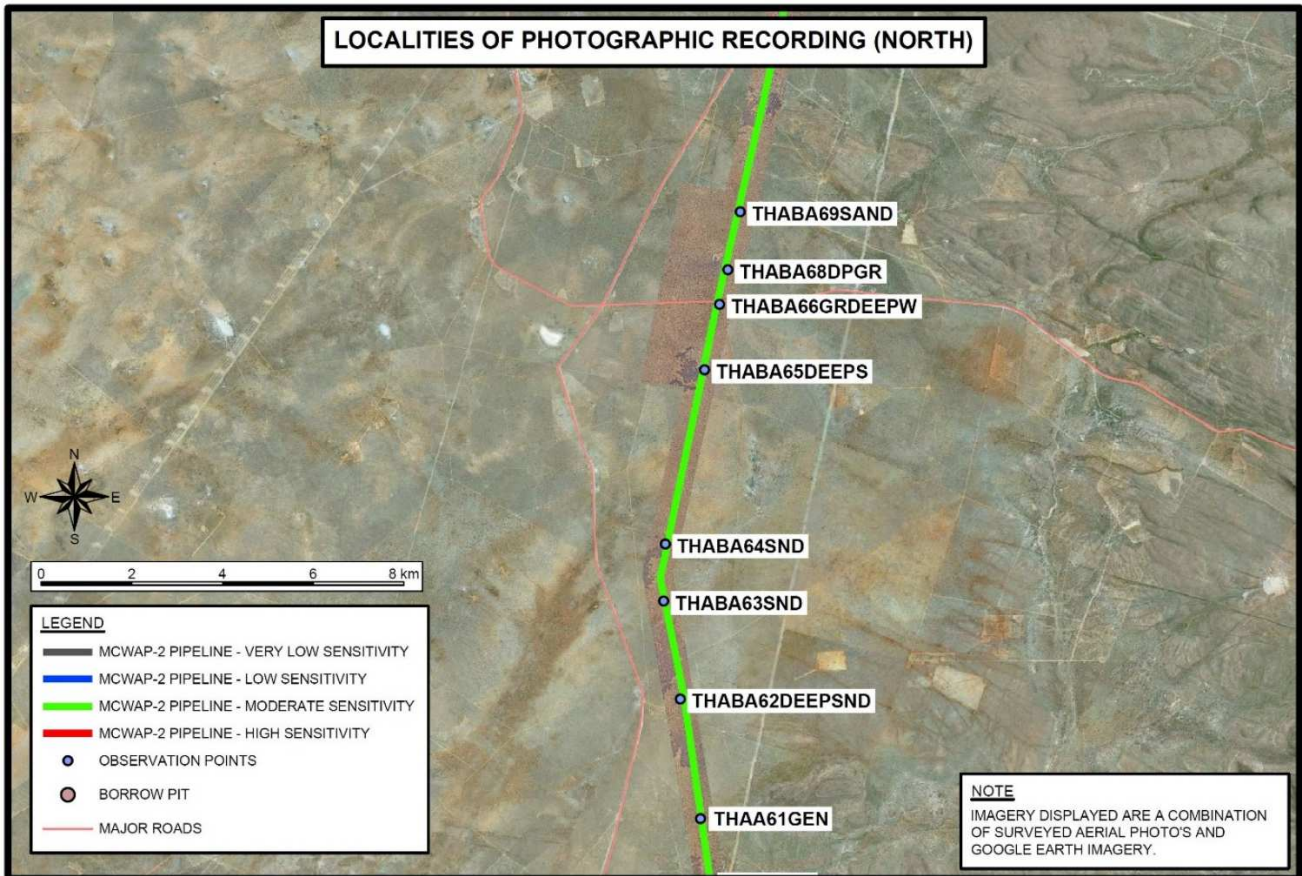 LOCALITIES OF PHOTOGRAPHIC RECORDING (NORTH)
THABA69SAND
THABA68DPGR
THABA66GRDEEPW
THABA65DEEPS
N
W E
S
THABA64SND
0 2 4 6 8 km
THABA63SND
LEGEND
MCWAP-2 PIPELINE - VERY LOW SENSITIVITY
MCWAP-2 PIPELINE - LOW SENSITIVITY
MCWAP-2 PIPELINE - MODERATE SENSITIVITY
MCWAP-2 PIPELINE - HIGH SENSITIVITY
OBSERVATION POINTS
BORROW PIT
MAJOR ROADS
THABA62DEEPSND
THAA61GEN
NOTE
IMAGERY DISPLAYED ARE A COMBINATION
OF SURVEYED AERIAL PHOTO'S AND
GOOGLE EARTH IMAGERY.